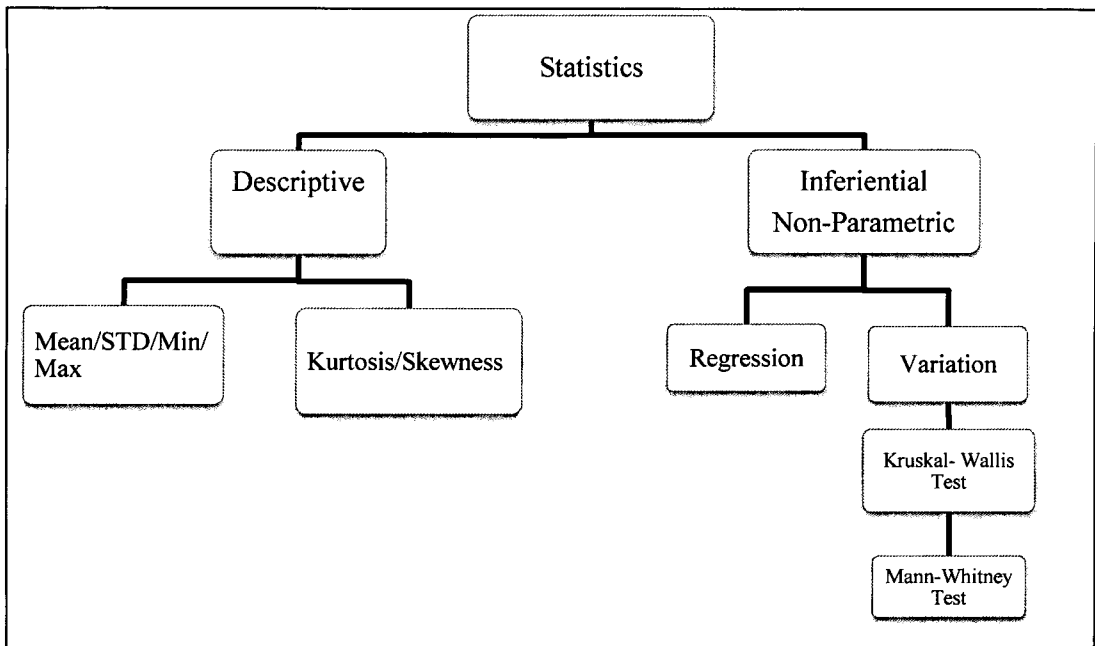 Statistics
Descriptive
Inferiential
Non-Parametric
Mean/STD/Min/
Max
Kurtosis/Skewness
Regression
Variation
Kruskal- Wallis
Test
Mann-Whitney
Test